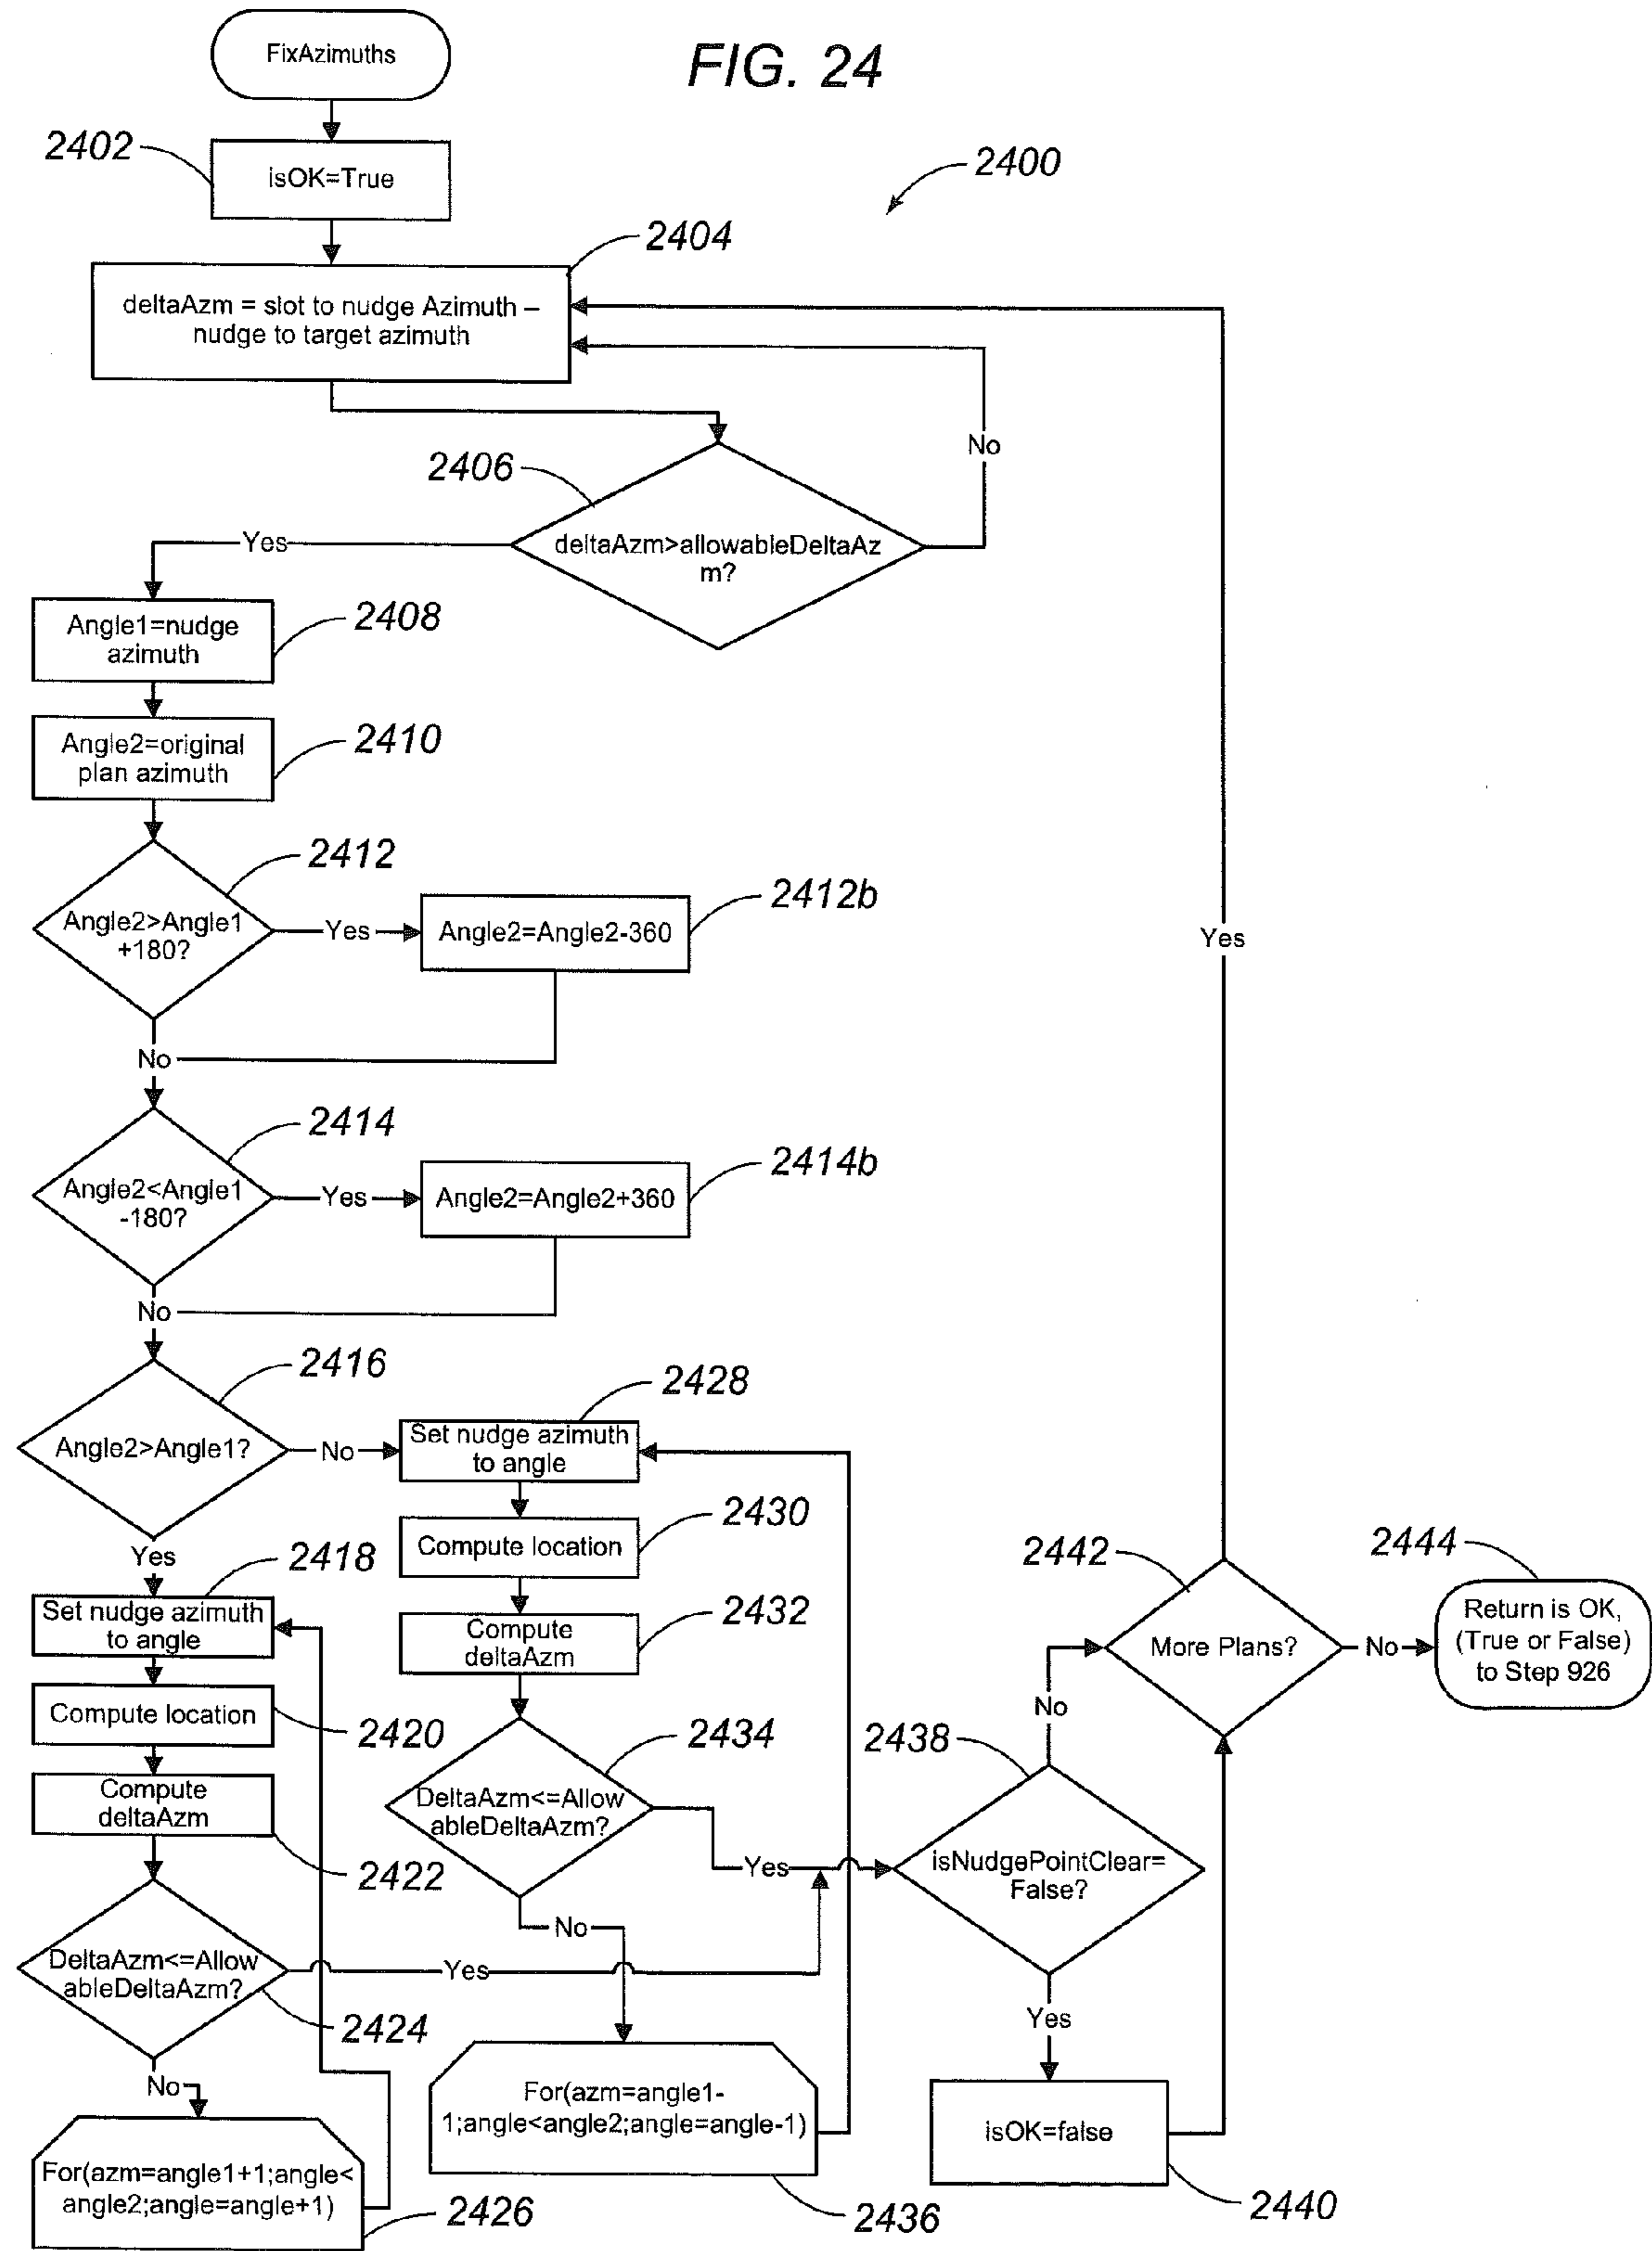 FixAzimuths
FIG. 24
2402
isOK=True
2400
2404
deltaAzm = slot to nudge Azimuth –
nudge to target azimuth
No
2406
Yes
deltaAzm>allowableDeltaAz
m?
Angle1=nudge
azimuth
2408
Angle2=original
plan azimuth
2410
2412
2412b
Angle2>Angle1
+180?
Yes
Angle2=Angle2-360
Yes
No
2414
2414b
Angle2<Angle1
-180?
Yes
Angle2=Angle2+360
No
2416
2428
Angle2>Angle1?
No
Set nudge azimuth
to angle
2430
Compute location
Yes
2418
2442
2444
Set nudge azimuth
to angle
2432
Compute
deltaAzm
More Plans?
No
Return is OK,
(True or False)
to Step 926
Compute location
2420
No
2434
2438
Compute
deltaAzm
2422
DeltaAzm<=Allow
ableDeltaAzm?
Yes
isNudgePointClear=
False?
No
DeltaAzm<=Allow
ableDeltaAzm?
Yes
2424
Yes
No
For(azm=angle1-
1;angle<angle2;angle=angle-1)
isOK=false
For(azm=angle1+1;angle<
angle2;angle=angle+1)
2426
2436
2440